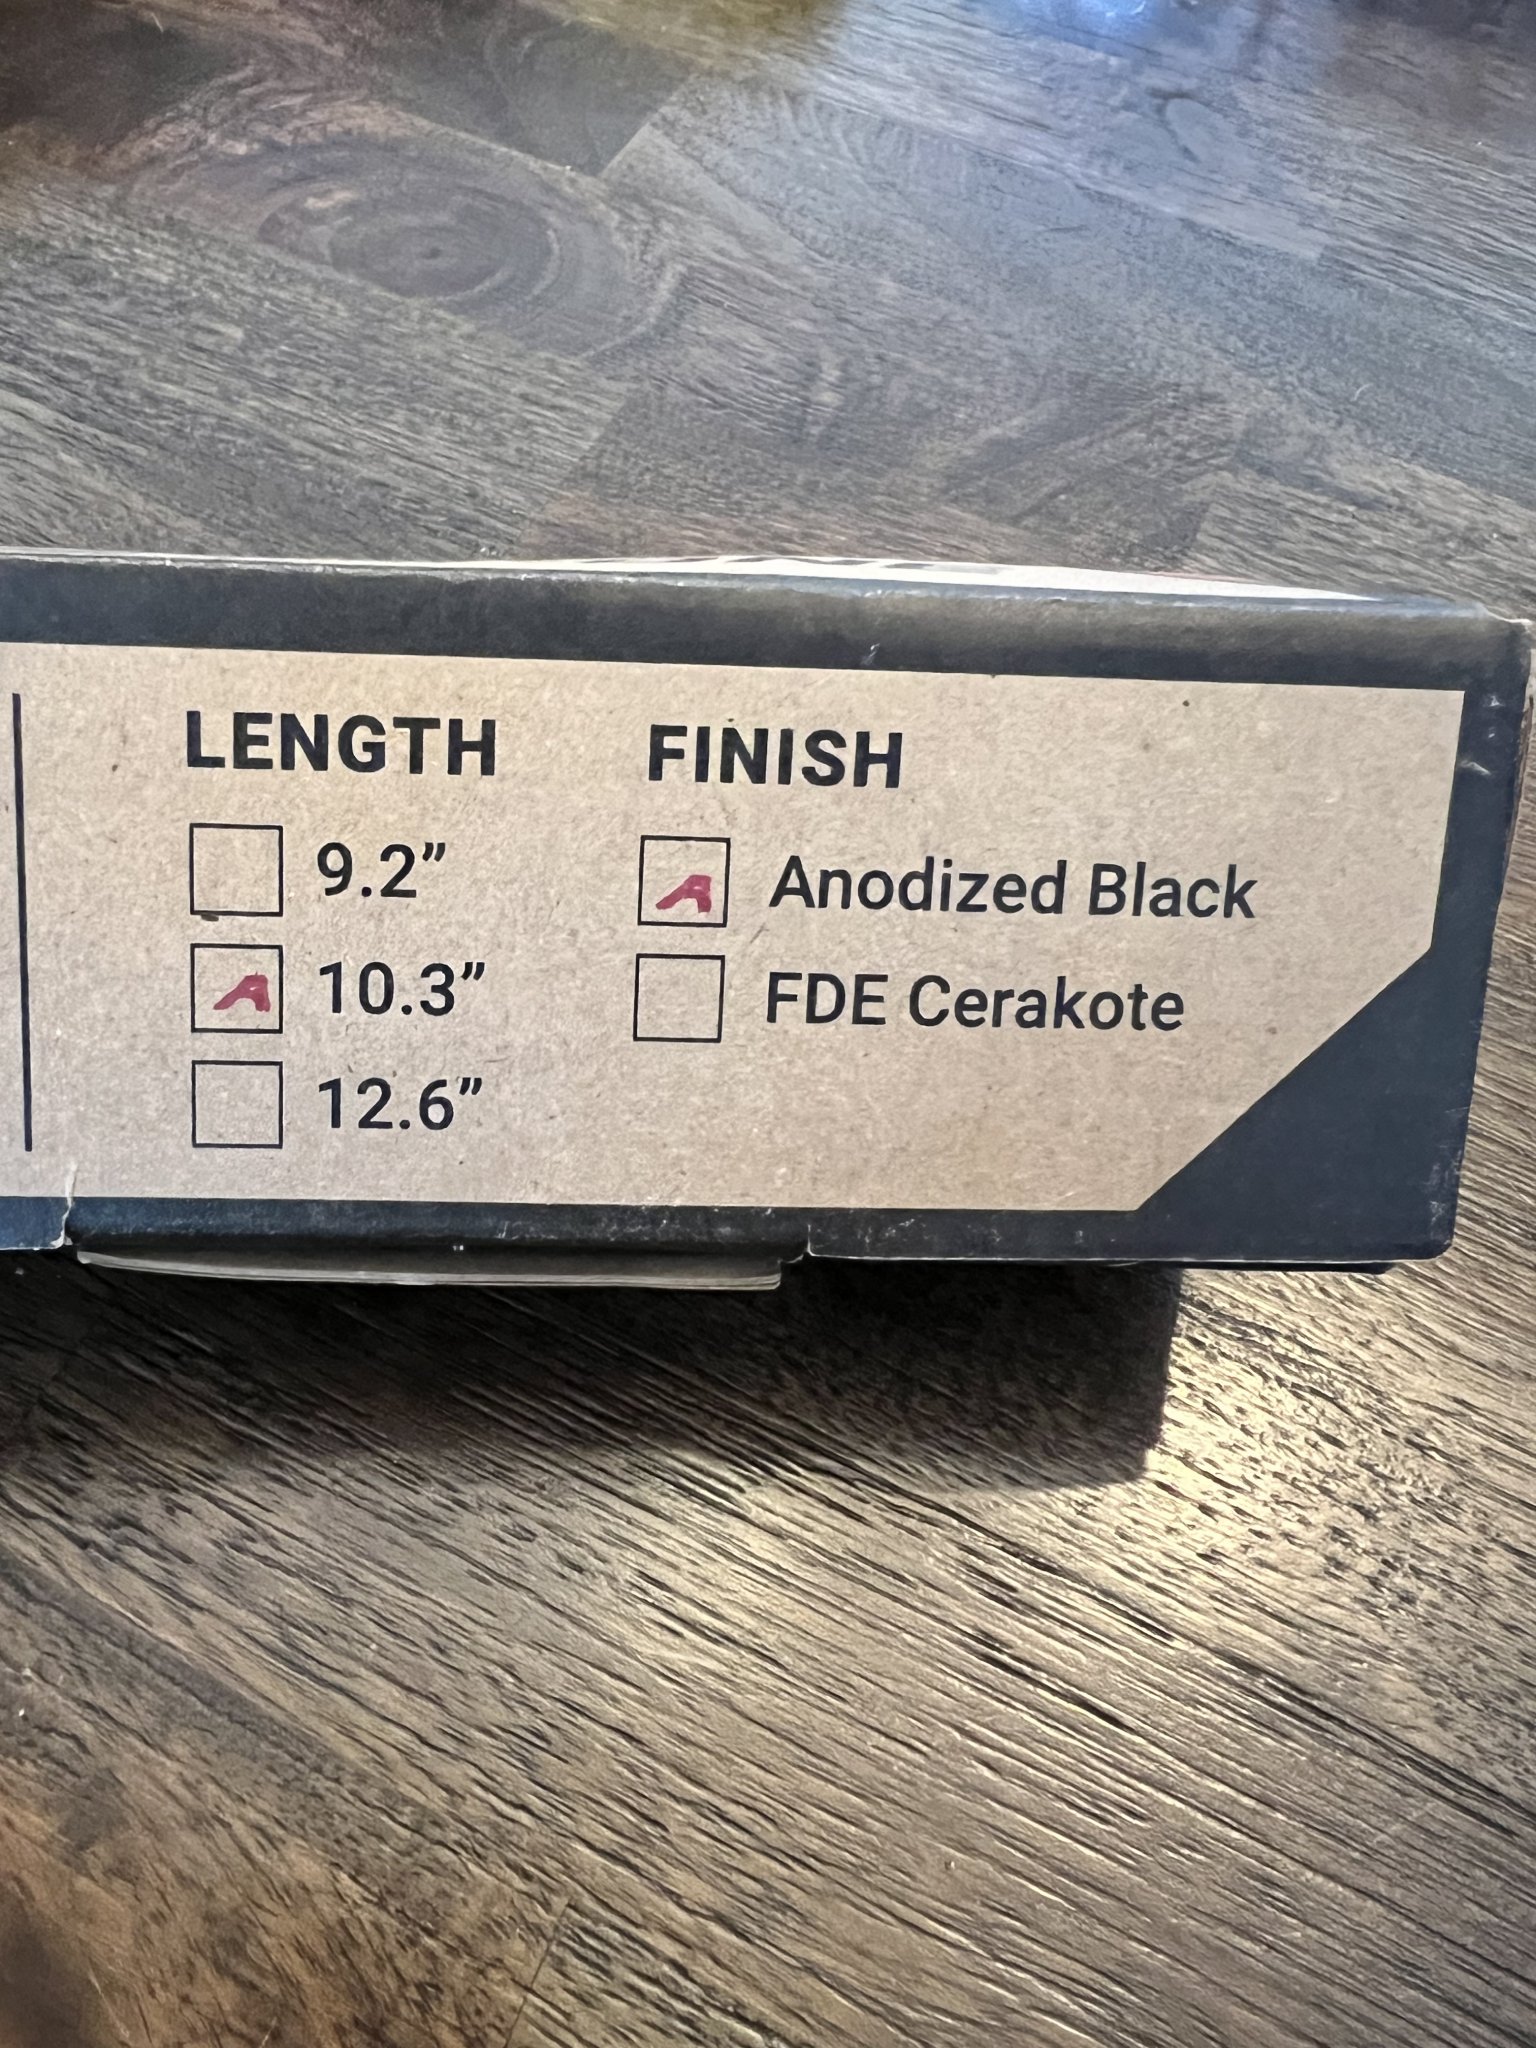 LENGTH
9.2”
10.3”
12.6”
FINISH
Anodized Black
FDE Cerakote